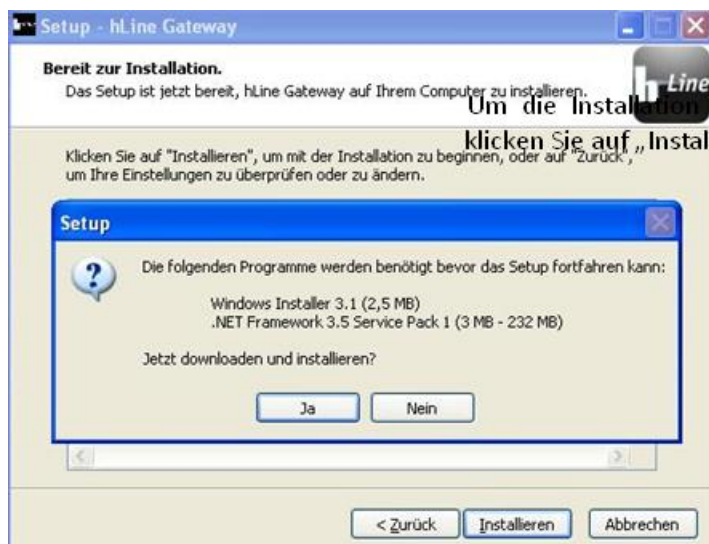 Setup - hLine Gateway
Bereit zur Installation.
Das Setup ist jetzt bereit, hLine Gateway auf Ihrem Computer zu installieren.
h Line
Um die Installation
klicken Sie auf „Instal
Klicken Sie auf "Installieren", um mit der Installation zu beginnen, oder auf "Zurück",
um Ihre Einstellungen zu überprüfen oder zu ändern.
Setup
Die folgenden Programme werden benötigt bevor das Setup fortfahren kann:
Windows Installer 3.1 (2,5 MB)
.NET Framework 3.5 Service Pack 1 (3 MB - 232 MB)
Jetzt downloaden und installieren?
Ja
Nein
< Zurück
Installieren
Abbrechen